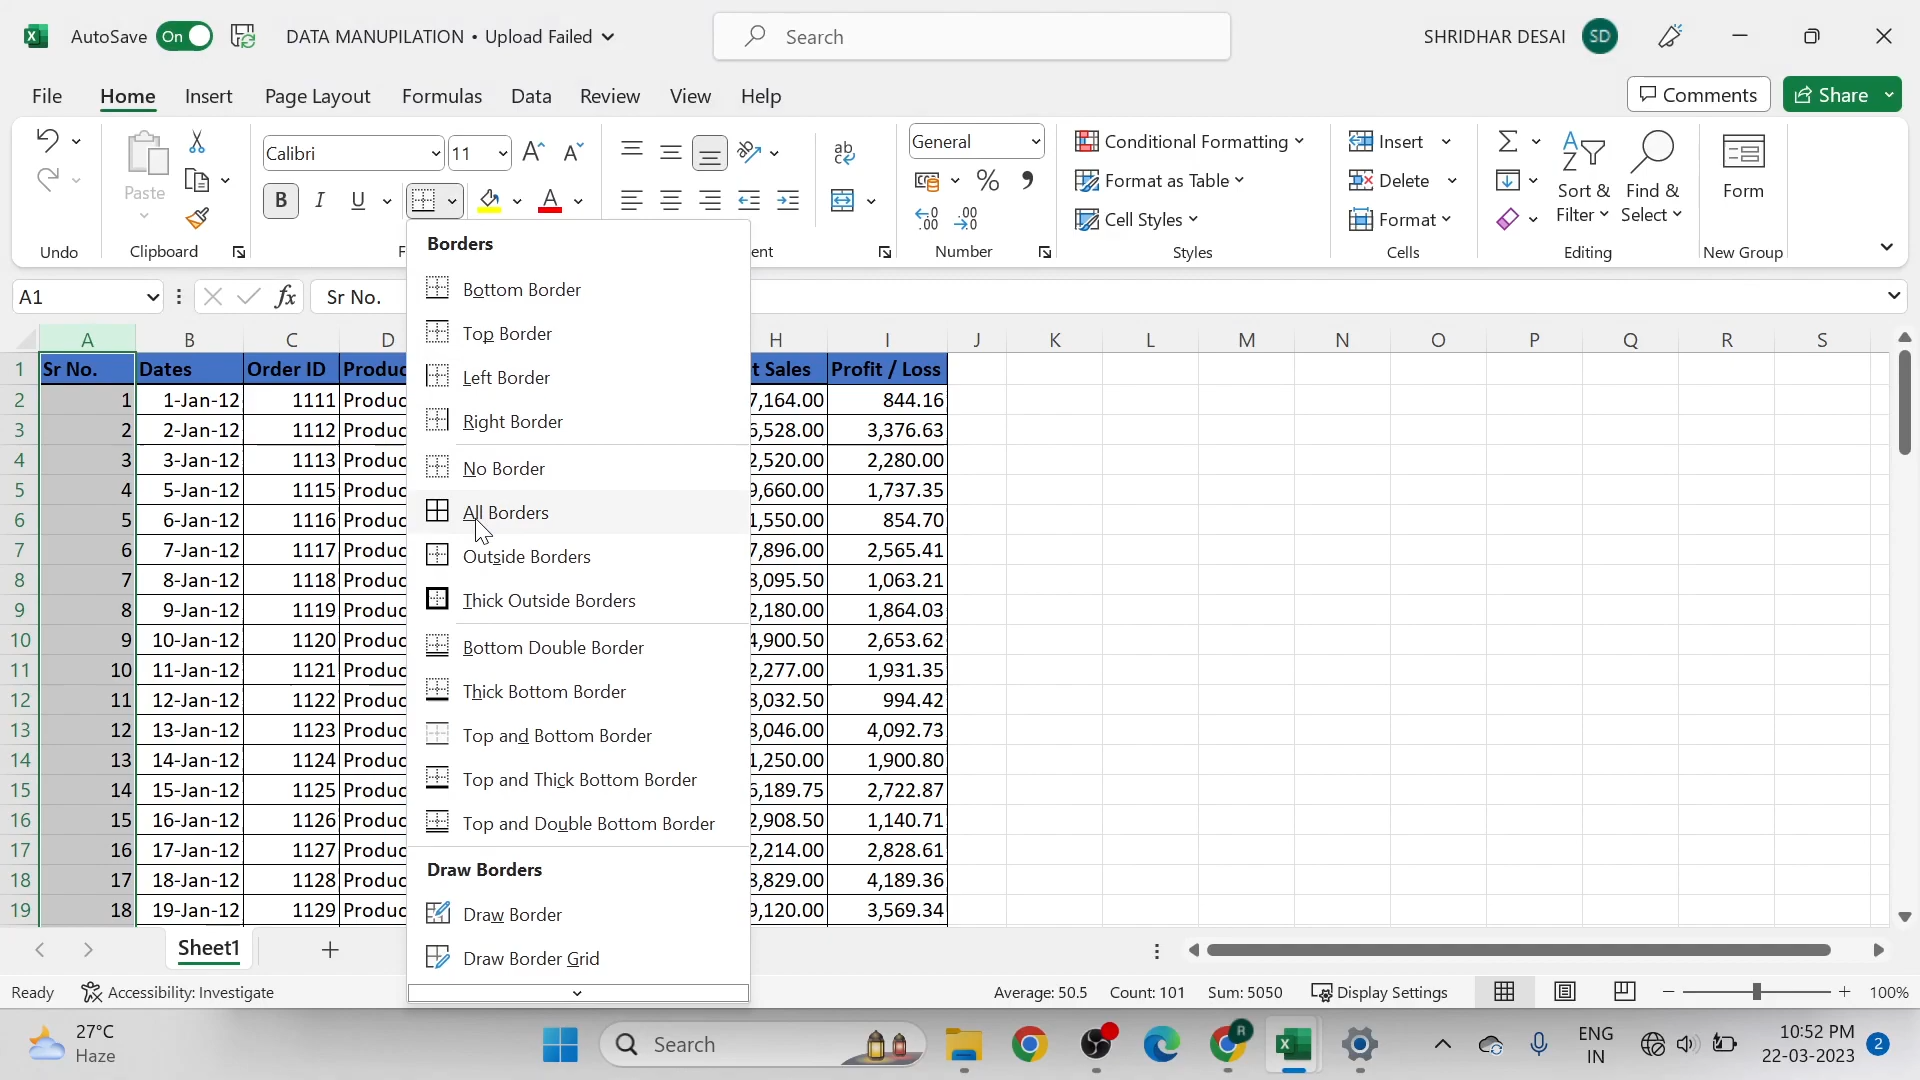 AutoSave On DATA MANUPILATION • Upload Failed Search SHRIDHAR DESAI SD
File Home Insert Page Layout Formulas Data Review View Help Comments Share
Calibri 11 ab General Conditional Formatting Insert
Paste B I U A Format as Table Delete Sort & Filter Find & Select Form
Cell Styles Format
Undo Clipboard F ent Number Styles Cells Editing New Group
A1 fx Sr No.
Borders
Bottom Border
Top Border
Left Border
Right Border
No Border
All Borders
Outside Borders
Thick Outside Borders
Bottom Double Border
Thick Bottom Border
Top and Bottom Border
Top and Thick Bottom Border
Top and Double Bottom Border
Draw Borders
Draw Border
Draw Border Grid
A B C D H I J K L M N O P Q R S
1 Sr No. Dates Order ID Produc t Sales Profit / Loss
2 1 1-Jan-12 1111 Produc 7,164.00 844.16
3 2 2-Jan-12 1112 Produc 6,528.00 3,376.63
4 3 3-Jan-12 1113 Produc 2,520.00 2,280.00
5 4 5-Jan-12 1115 Produc 9,660.00 1,737.35
6 5 6-Jan-12 1116 Produc 1,550.00 854.70
7 6 7-Jan-12 1117 Produc 7,896.00 2,565.41
8 7 8-Jan-12 1118 Produc 3,095.50 1,063.21
9 8 9-Jan-12 1119 Produc 2,180.00 1,864.03
10 9 10-Jan-12 1120 Produc 4,900.50 2,653.62
11 10 11-Jan-12 1121 Produc 2,277.00 1,931.35
12 11 12-Jan-12 1122 Produc 3,032.50 994.42
13 12 13-Jan-12 1123 Produc 3,046.00 4,092.73
14 13 14-Jan-12 1124 Produc 1,250.00 1,900.80
15 14 15-Jan-12 1125 Produc 6,189.75 2,722.87
16 15 16-Jan-12 1126 Produc 2,908.50 1,140.71
17 16 17-Jan-12 1127 Produc 2,214.00 2,828.61
18 17 18-Jan-12 1128 Produc 3,829.00 4,189.36
19 18 19-Jan-12 1129 Produc 9,120.00 3,569.34
Sheet1
Ready Accessibility: Investigate Average: 50.5 Count: 101 Sum: 5050 Display Settings 100%
27°C Search ENG 10:52 PM
Haze IN 22-03-2023 2